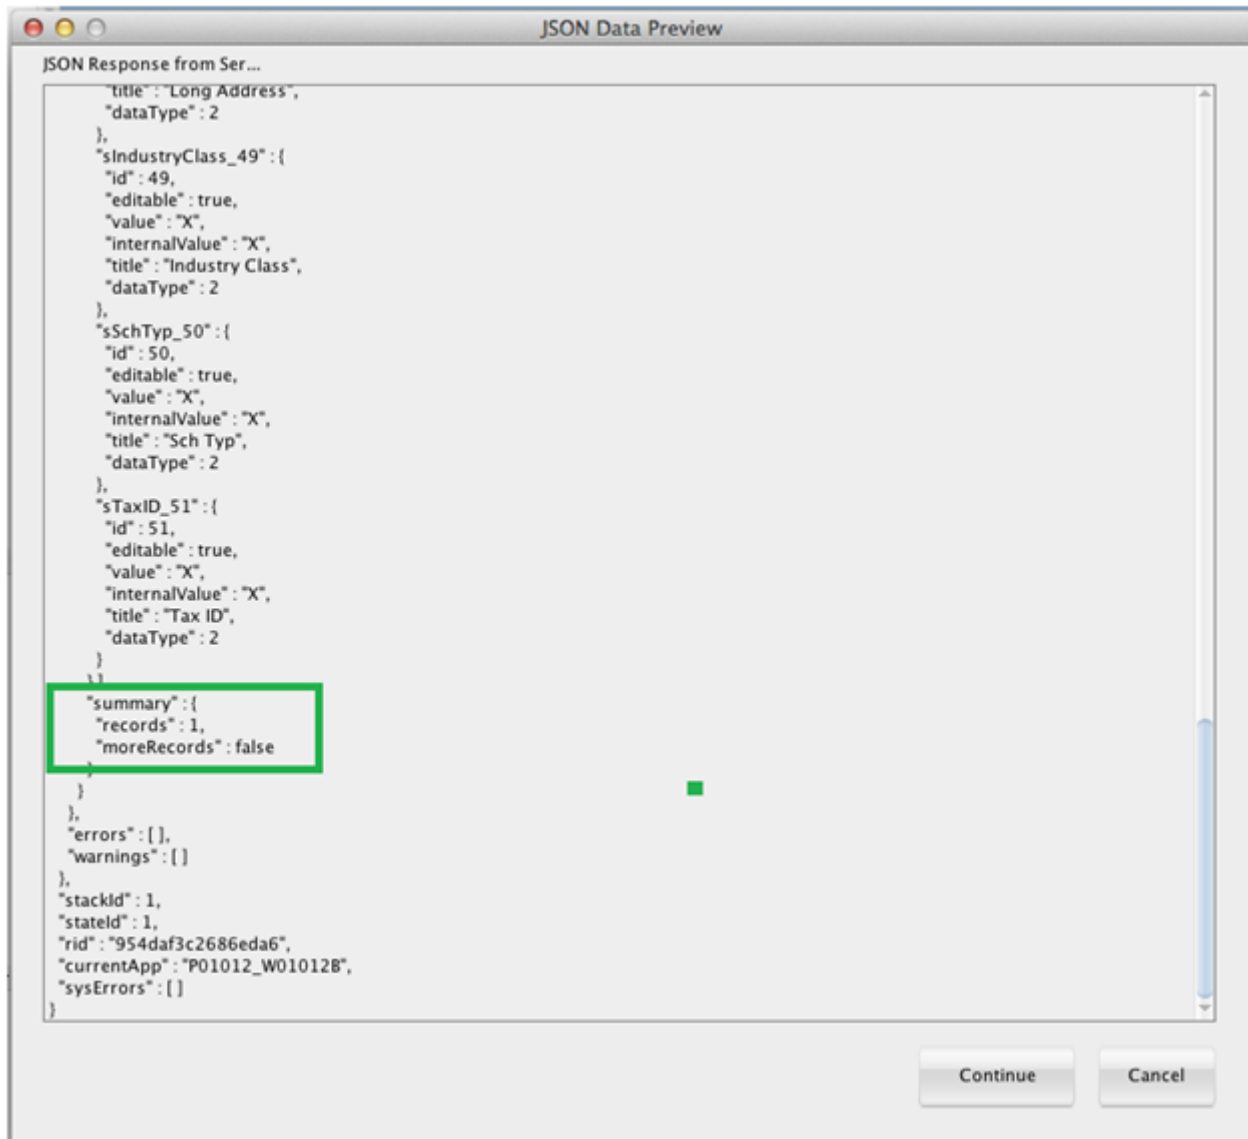 JSON Data Preview
JSON Response from Ser...
"title" : "Long Address",
"dataType" : 2
},
"sIndustryClass_49" : {
"id" : 49,
"editable" : true,
"value" : "X",
"internalValue" : "X",
"title" : "Industry Class",
"dataType" : 2
},
"sSchTyp_50" : {
"id" : 50,
"editable" : true,
"value" : "X",
"internalValue" : "X",
"title" : "Sch Typ",
"dataType" : 2
},
"sTaxID_51" : {
"id" : 51,
"editable" : true,
"value" : "X",
"internalValue" : "X",
"title" : "Tax ID",
"dataType" : 2
}
} ]
"summary" : {
"records" : 1,
"moreRecords" : false
}
}
},
"errors" : [ ],
"warnings" : [ ]
},
"stackId" : 1,
"stateId" : 1,
"rid" : "954daf3c2686eda6",
"currentApp" : "P01012_W01012B",
"sysErrors" : [ ]
}
Continue
Cancel